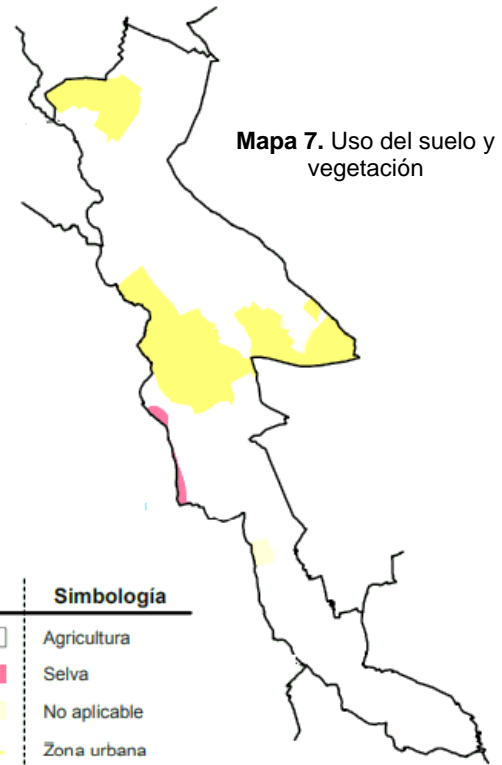 Mapa 7. Uso del suelo y
vegetación
Simbología
Agricultura
Selva
No aplicable
Zona urbana